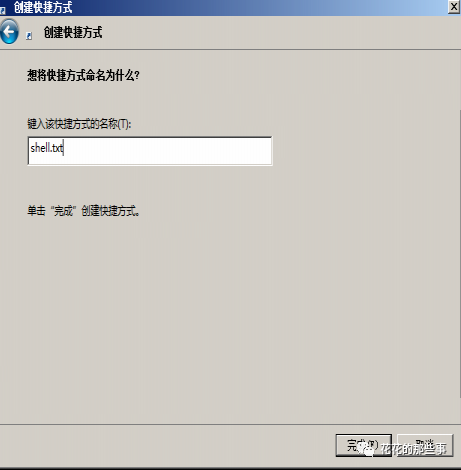 创建快捷方式
创建快捷方式
想将快捷方式命名为什么?
键入该快捷方式的名称(T):
shell.txt
单击“完成”创建快捷方式。
完成(F) 取消
花花的那些事